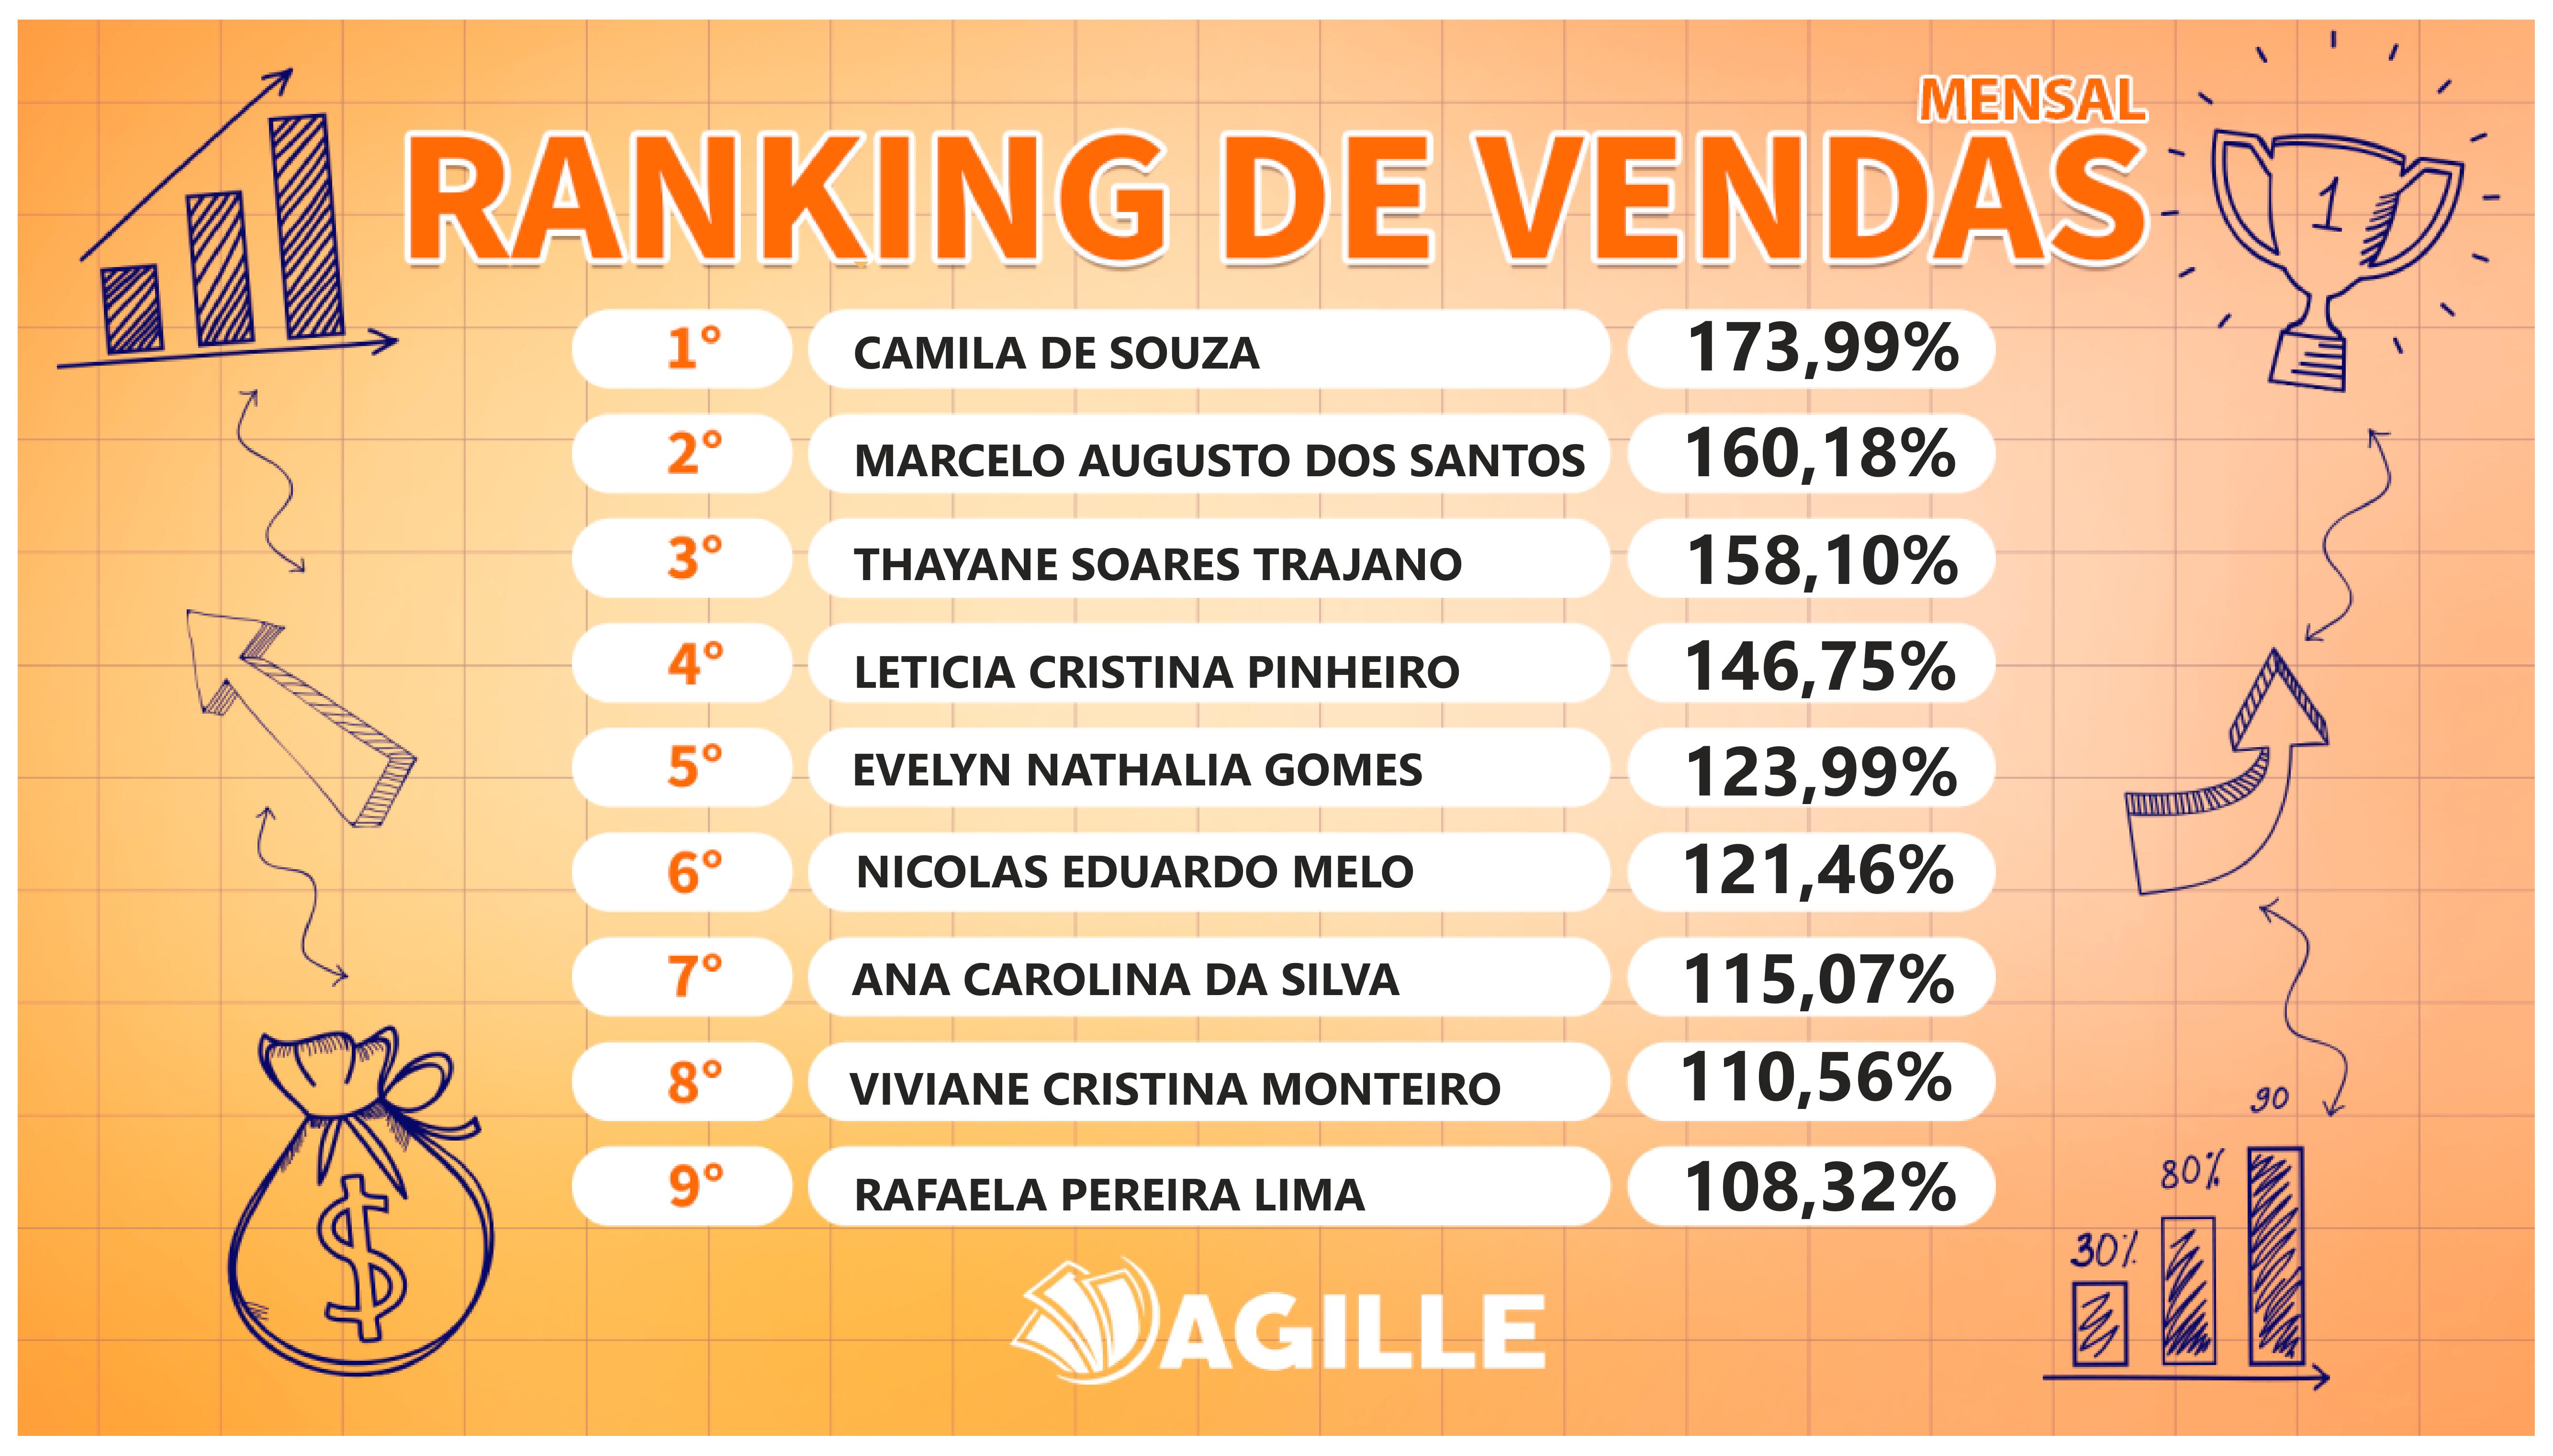 MENSAL
RANKING DE VENDAS
1
1° CAMILA DE SOUZA 173,99%
2° MARCELO AUGUSTO DOS SANTOS 160,18%
3° THAYANE SOARES TRAJANO 158,10%
4° LETICIA CRISTINA PINHEIRO 146,75%
5° EVELYN NATHALIA GOMES 123,99%
6° NICOLAS EDUARDO MELO 121,46%
7° ANA CAROLINA DA SILVA 115,07%
8° VIVIANE CRISTINA MONTEIRO 110,56%
9° RAFAELA PEREIRA LIMA 108,32%
$
90
80%
30%
AGILLE